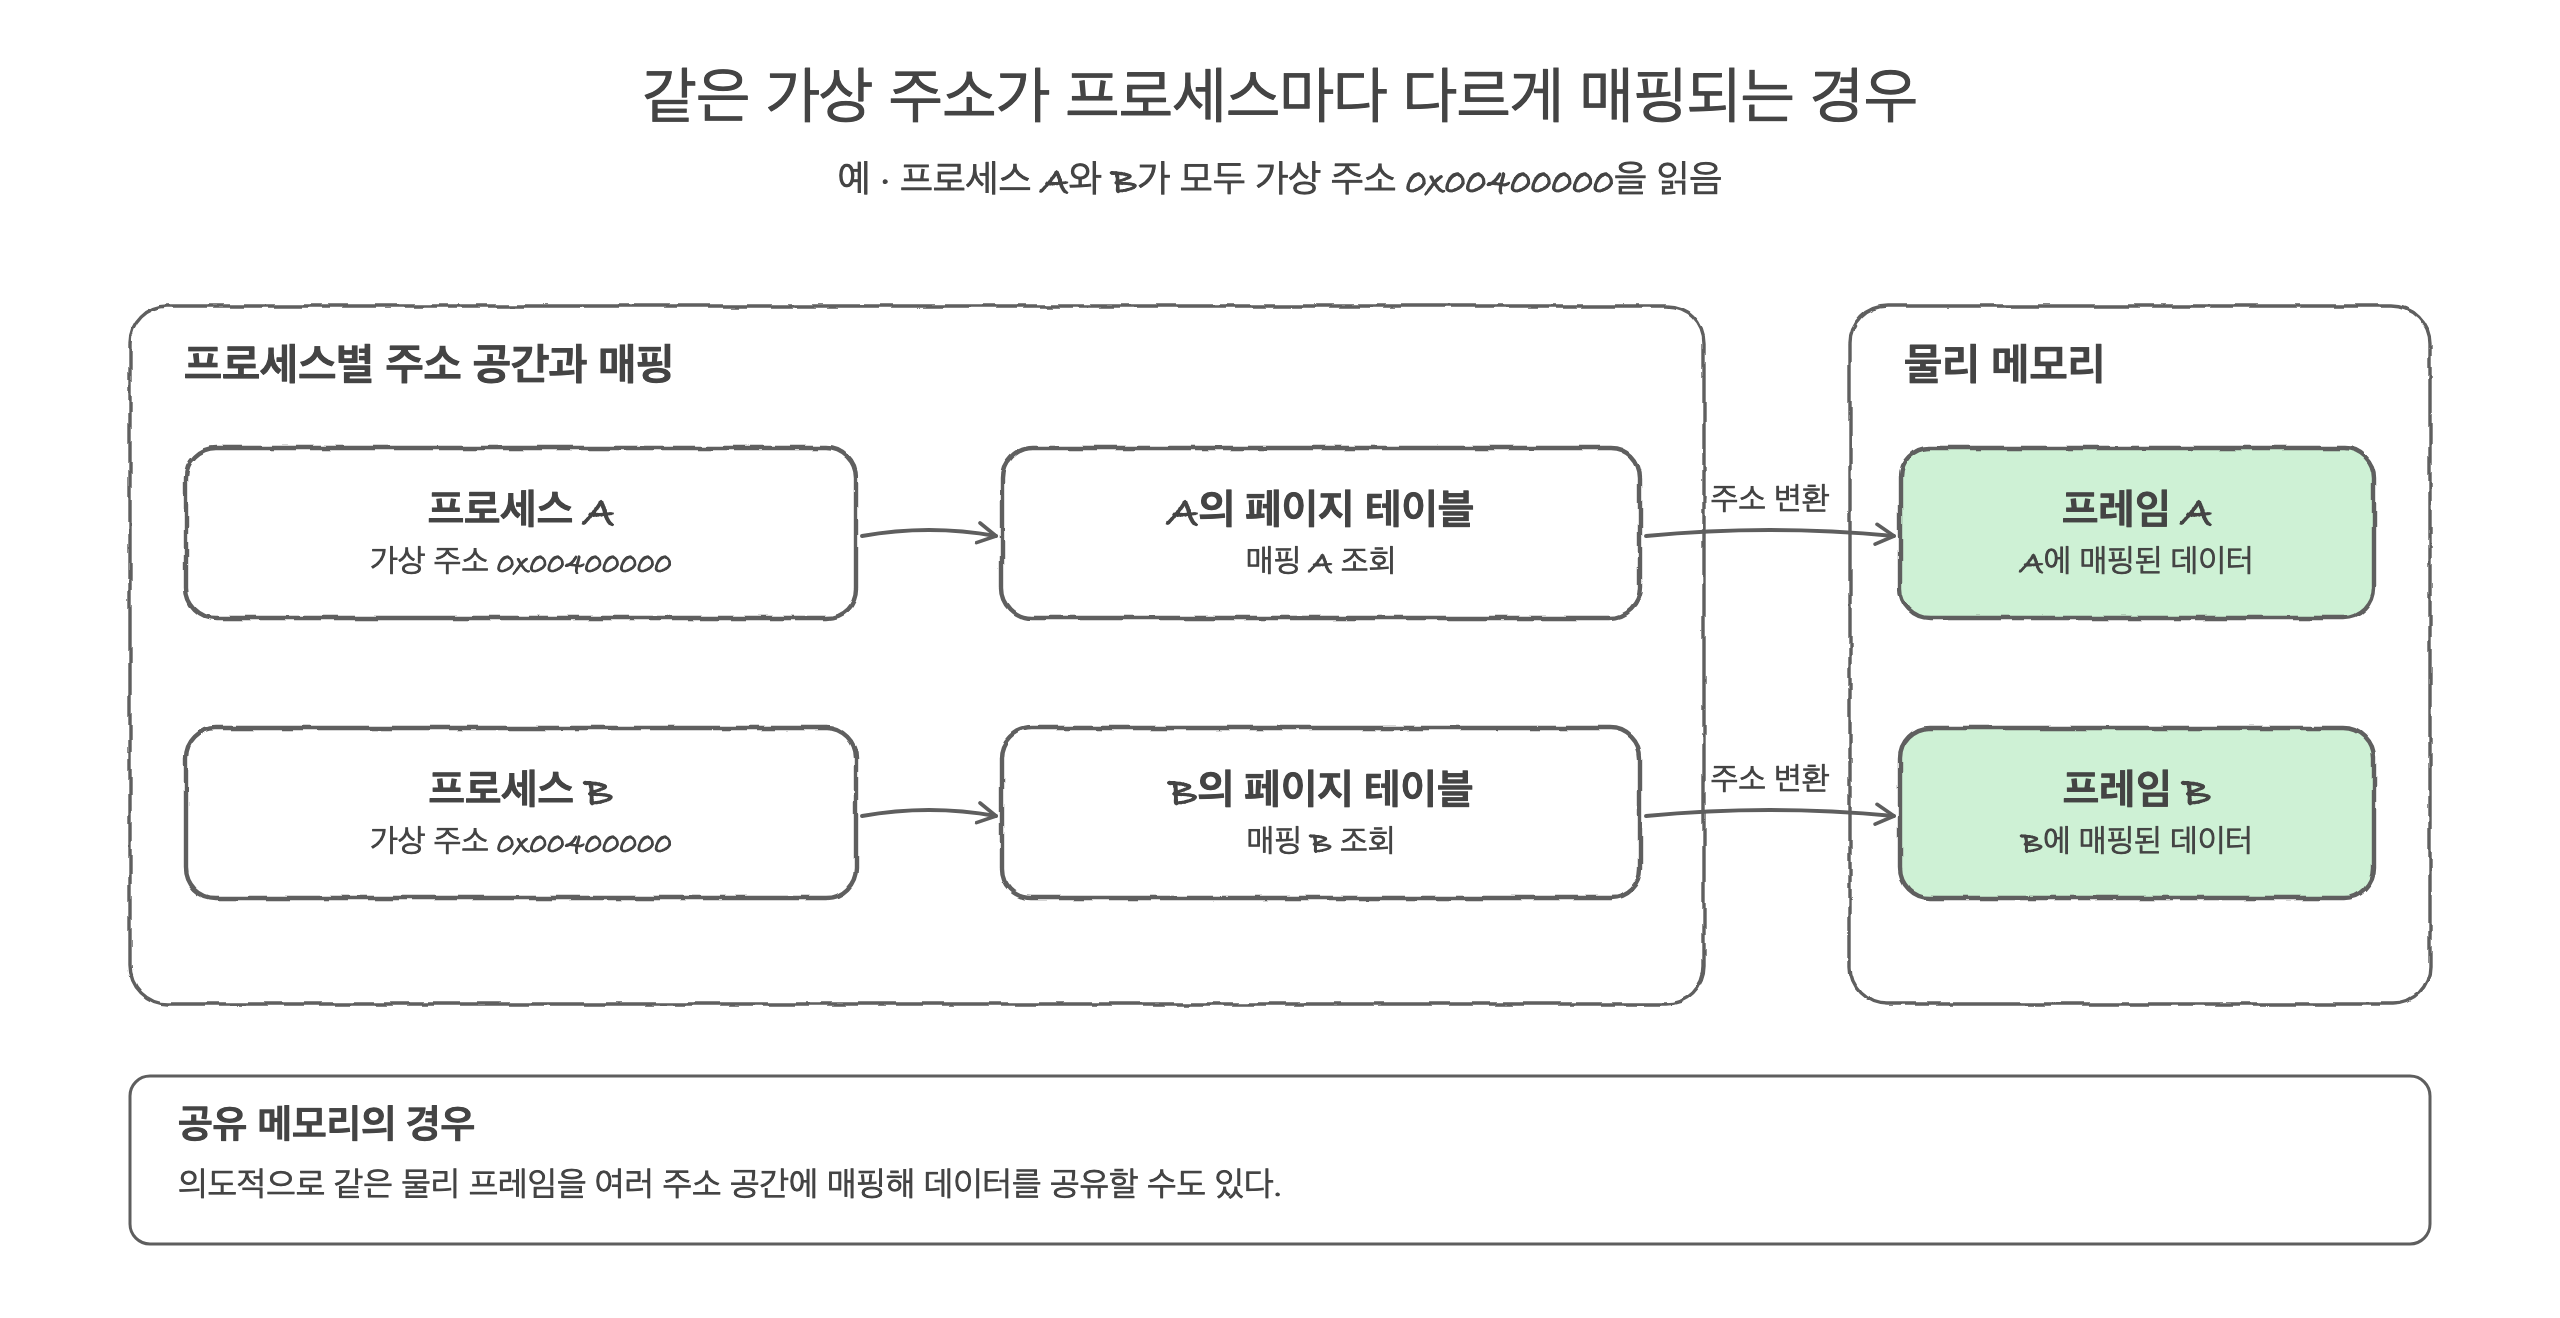 같은 가상 주소가 프로세스마다 다르게 매핑되는 경우
예 · 프로세스 A와 B가 모두 가상 주소 0x00400000을 읽음
프로세스별 주소 공간과 매핑
프로세스 A
가상 주소 0x00400000
A의 페이지 테이블
매핑 A 조회
주소 변환
물리 메모리
프레임 A
A에 매핑된 데이터
프로세스 B
가상 주소 0x00400000
B의 페이지 테이블
매핑 B 조회
주소 변환
프레임 B
B에 매핑된 데이터
공유 메모리의 경우
의도적으로 같은 물리 프레임을 여러 주소 공간에 매핑해 데이터를 공유할 수도 있다.